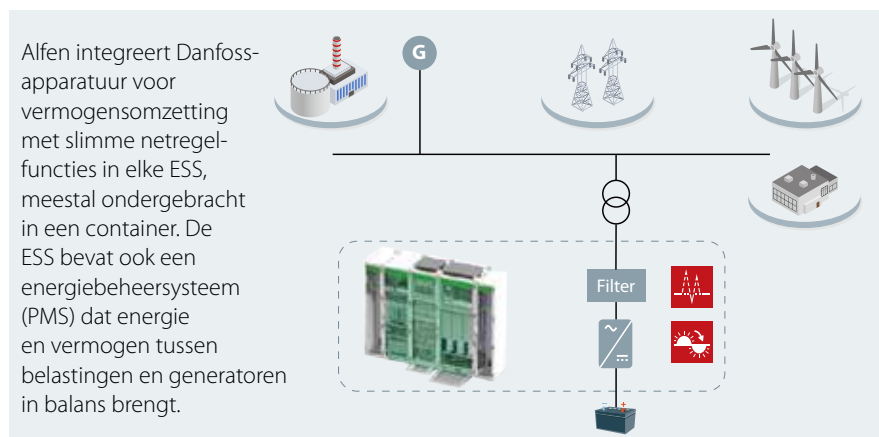 Alfen integreert Danfoss-
apparatuur voor
vermogensomzetting
met slimme netregel-
functies in elke ESS,
meestal ondergebracht
in een container. De
ESS bevat ook een
energiebeheersysteem
(PMS) dat energie
en vermogen tussen
belastingen en generatoren
in balans brengt.
G
Filter